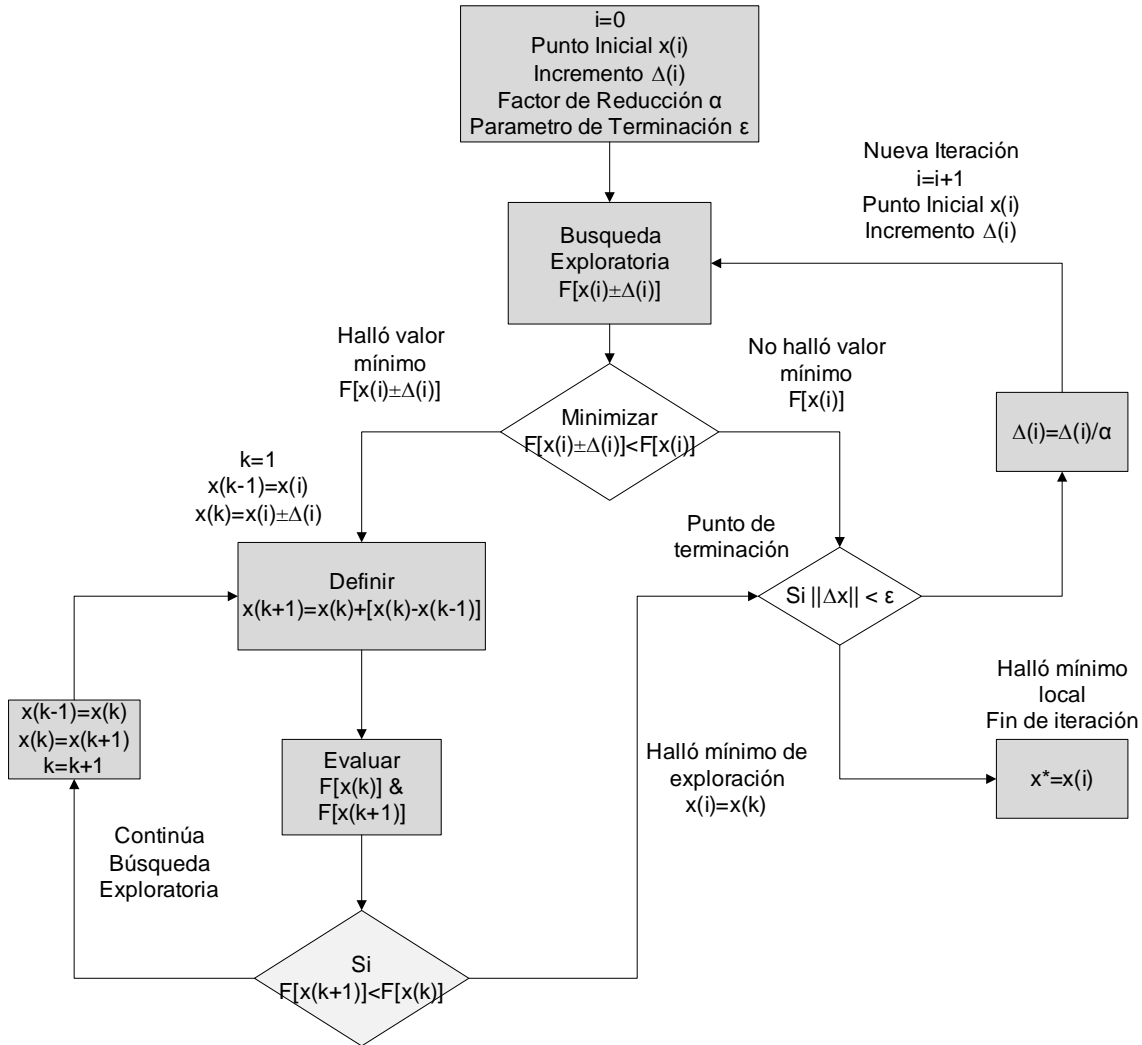 i=0
Punto Inicial x(i)
Incremento Δ(i)
Factor de Reducción α
Parametro de Terminación ε
Nueva Iteración
i=i+1
Punto Inicial x(i)
Incremento Δ(i)
Busqueda
Exploratoria
F[x(i)±Δ(i)]
Halló valor
mínimo
F[x(i)±Δ(i)]
No halló valor
mínimo
F[x(i)]
Minimizar
F[x(i)±Δ(i)]<F[x(i)]
Δ(i)=Δ(i)/α
k=1
x(k-1)=x(i)
x(k)=x(i)±Δ(i)
Punto de
terminación
Definir
x(k+1)=x(k)+[x(k)-x(k-1)]
Si ||Δx|| < ε
x(k-1)=x(k)
x(k)=x(k+1)
k=k+1
Halló mínimo
local
Fin de iteración
Evaluar
F[x(k)] &
F[x(k+1)]
Halló mínimo de
exploración
x(i)=x(k)
x*=x(i)
Continúa
Búsqueda
Exploratoria
Si
F[x(k+1)]<F[x(k)]